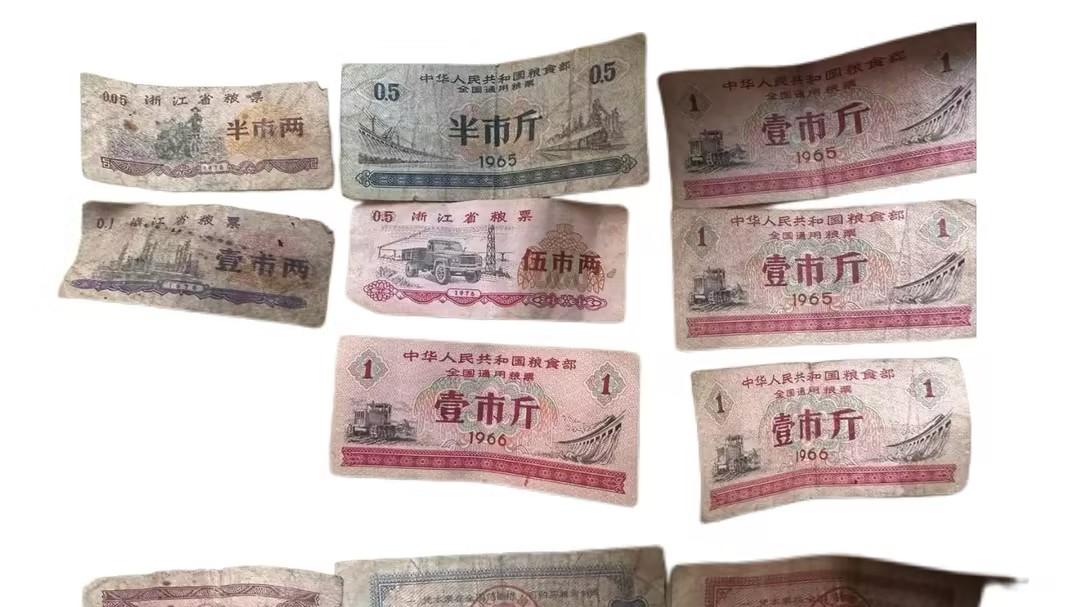 0.05 浙江省粮票
半市两
1976
中华人民共和国粮食部
全国通用粮票
0.5 0.5
半市斤
1965
中华人民共和国粮食部
1 1
壹市斤
1965
0.1 浙江省粮票
壹市两
1976
0.5 浙江省粮票
伍市两
1976
中华人民共和国粮食部
全国通用粮票
1 1
壹市斤
1965
中华人民共和国粮食部
全国通用粮票
1 1
壹市斤
1966
中华人民共和国粮食部
全国通用粮票
1 1
壹市斤
1966